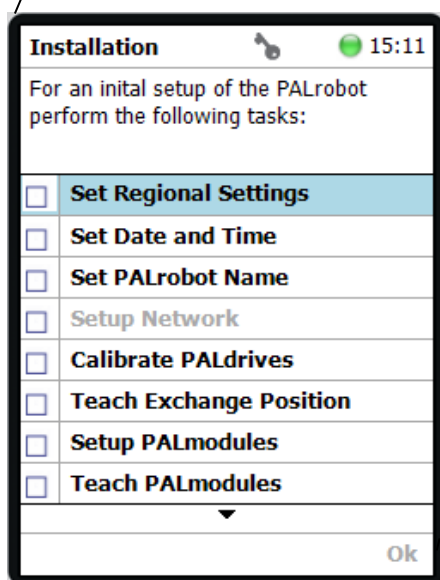 Installation 15:11
For an inital setup of the PALrobot
perform the following tasks:
Set Regional Settings
Set Date and Time
Set PALrobot Name
Setup Network
Calibrate PALdrives
Teach Exchange Position
Setup PALmodules
Teach PALmodules
Ok